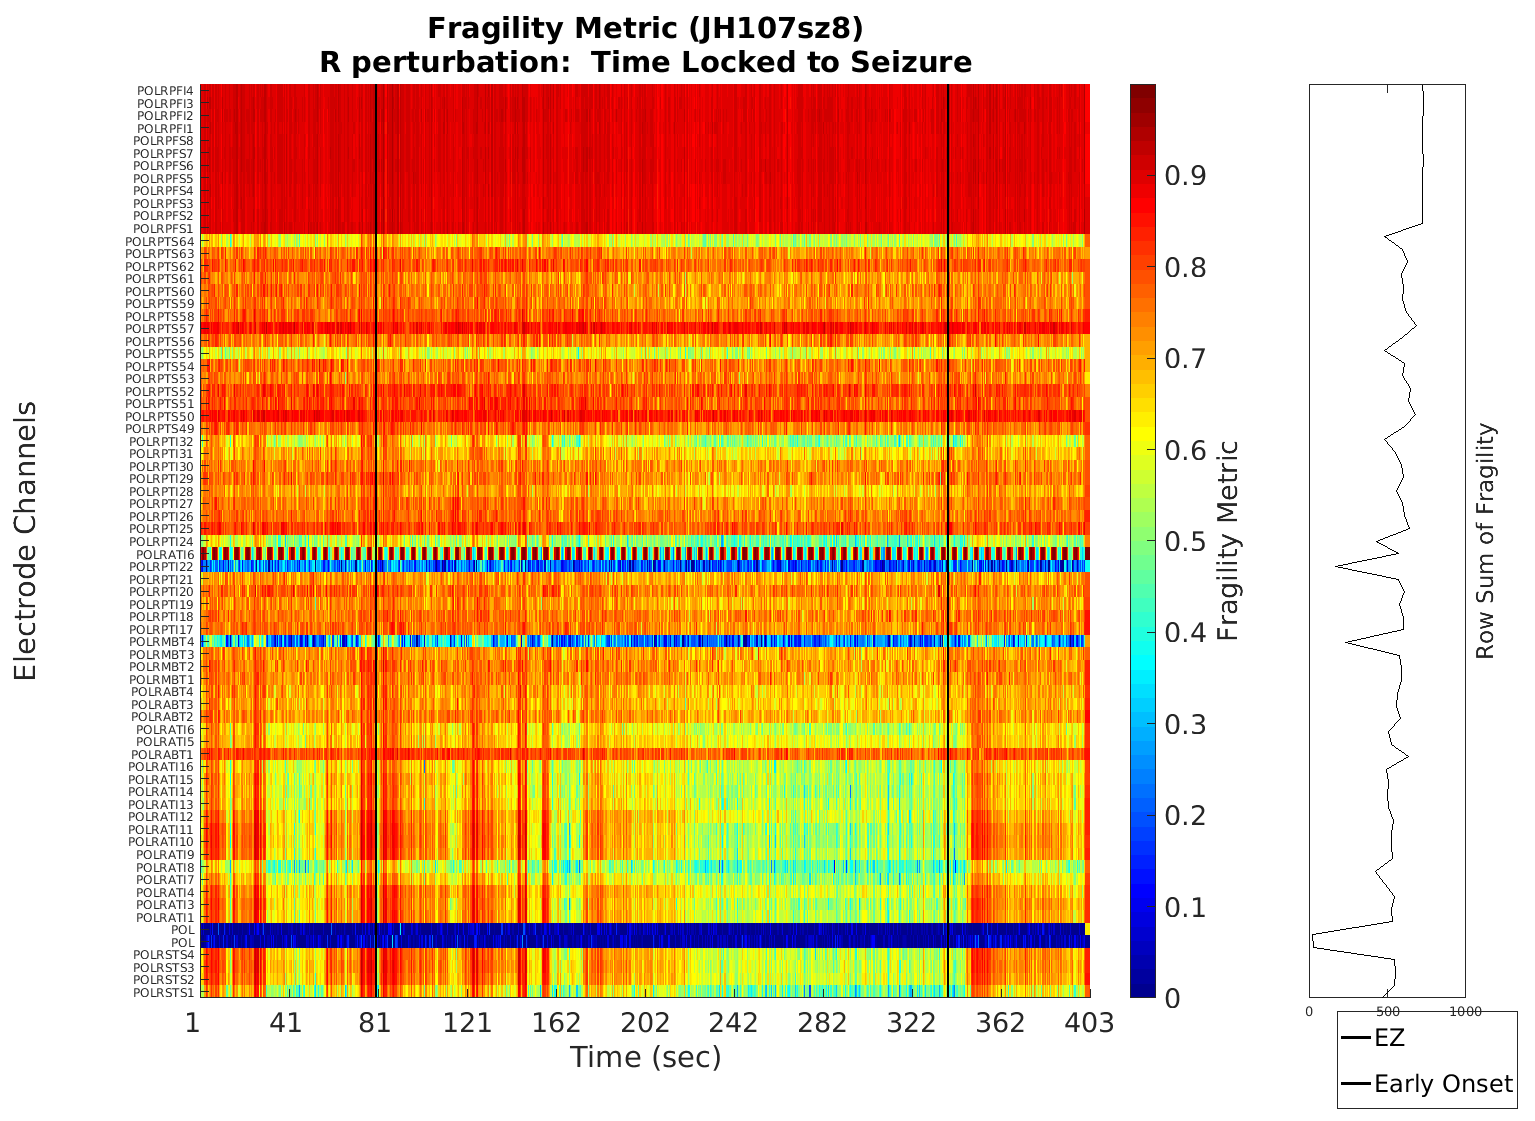 Fragility Metric (JH107sz8)
R perturbation:  Time Locked to Seizure
Electrode Channels
POLRPFI4
POLRPFI3
POLRPFI2
POLRPFI1
POLRPFS8
POLRPFS7
POLRPFS6
POLRPFS5
POLRPFS4
POLRPFS3
POLRPFS2
POLRPFS1
POLRPTS64
POLRPTS63
POLRPTS62
POLRPTS61
POLRPTS60
POLRPTS59
POLRPTS58
POLRPTS57
POLRPTS56
POLRPTS55
POLRPTS54
POLRPTS53
POLRPTS52
POLRPTS51
POLRPTS50
POLRPTS49
POLRPTI32
POLRPTI31
POLRPTI30
POLRPTI29
POLRPTI28
POLRPTI27
POLRPTI26
POLRPTI25
POLRPTI24
POLRATI6
POLRPTI22
POLRPTI21
POLRPTI20
POLRPTI19
POLRPTI18
POLRPTI17
POLRMBT4
POLRMBT3
POLRMBT2
POLRMBT1
POLRABT4
POLRABT3
POLRABT2
POLRATI6
POLRATI5
POLRABT1
POLRATI16
POLRATI15
POLRATI14
POLRATI13
POLRATI12
POLRATI11
POLRATI10
POLRATI9
POLRATI8
POLRATI7
POLRATI4
POLRATI3
POLRATI1
POL
POL
POLRSTS4
POLRSTS3
POLRSTS2
POLRSTS1
1 41 81 121 162 202 242 282 322 362 403
Time (sec)
0.9
0.8
0.7
0.6
0.5
0.4
0.3
0.2
0.1
0
Fragility Metric
0 500 1000
Row Sum of Fragility
EZ
Early Onset